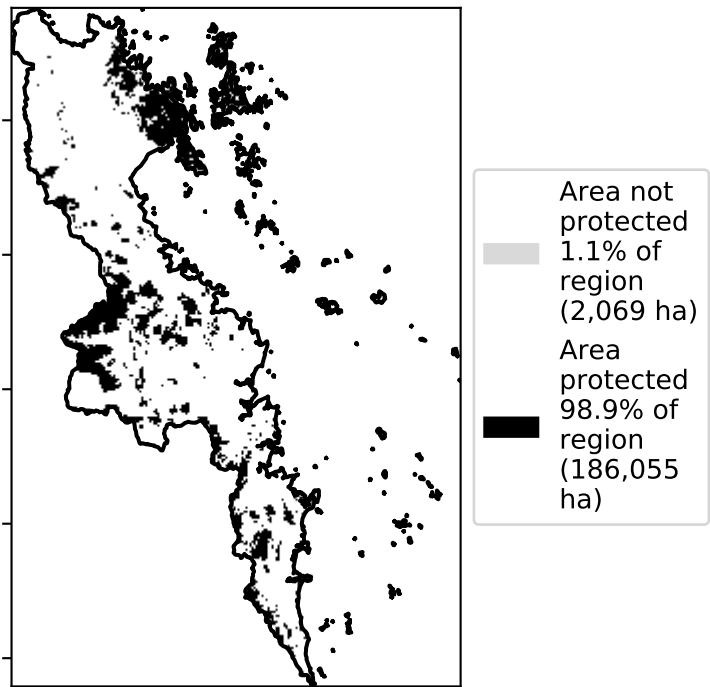 Area not
protected
1.1% of
region
(2,069 ha)
Area
protected
98.9% of
region
(186,055
ha)